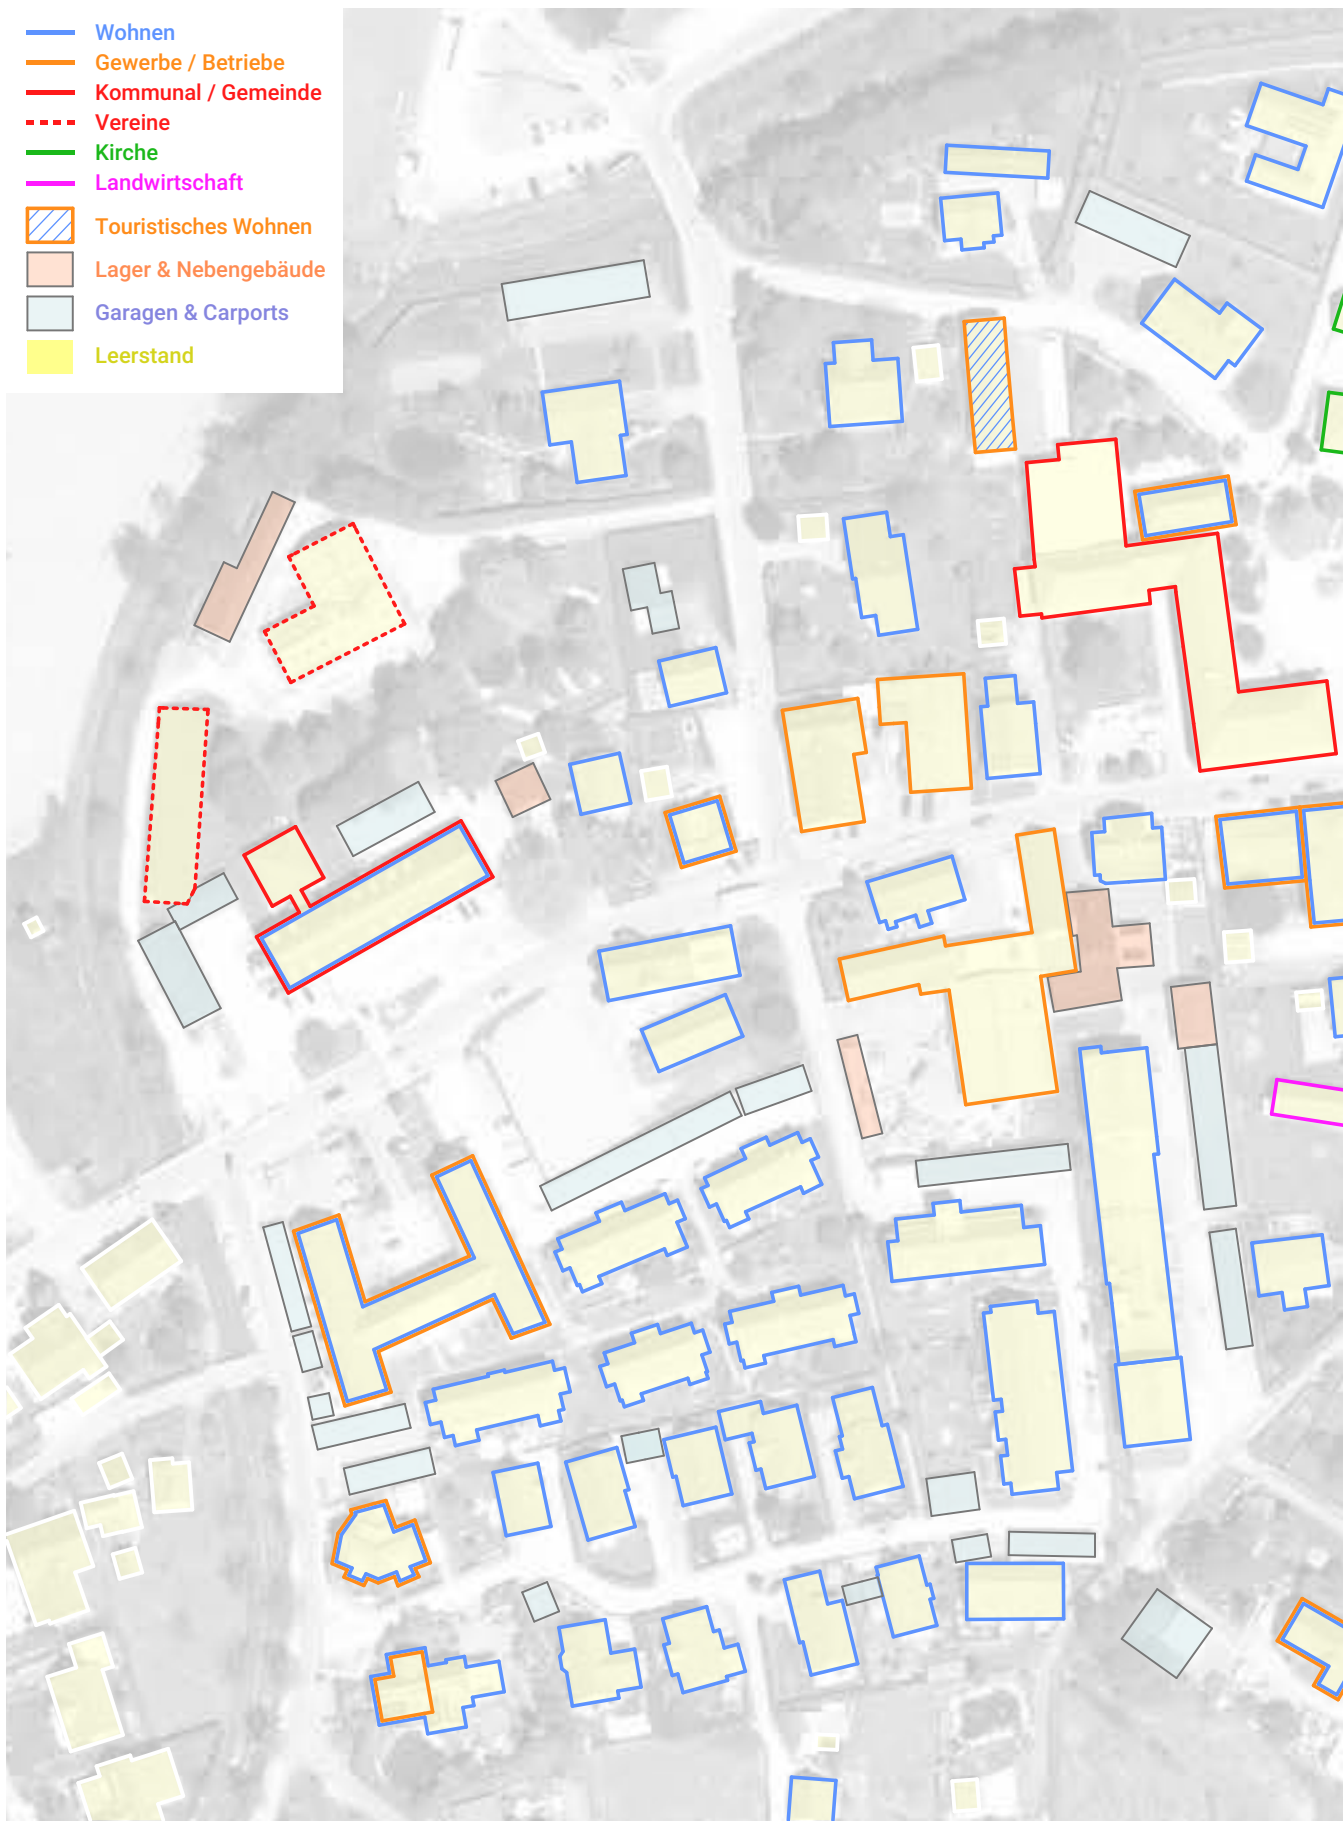 Wohnen
Gewerbe / Betriebe
Kommunal / Gemeinde
Vereine
Kirche
Landwirtschaft
Touristisches Wohnen
Lager & Nebengebäude
Garagen & Carports
Leerstand